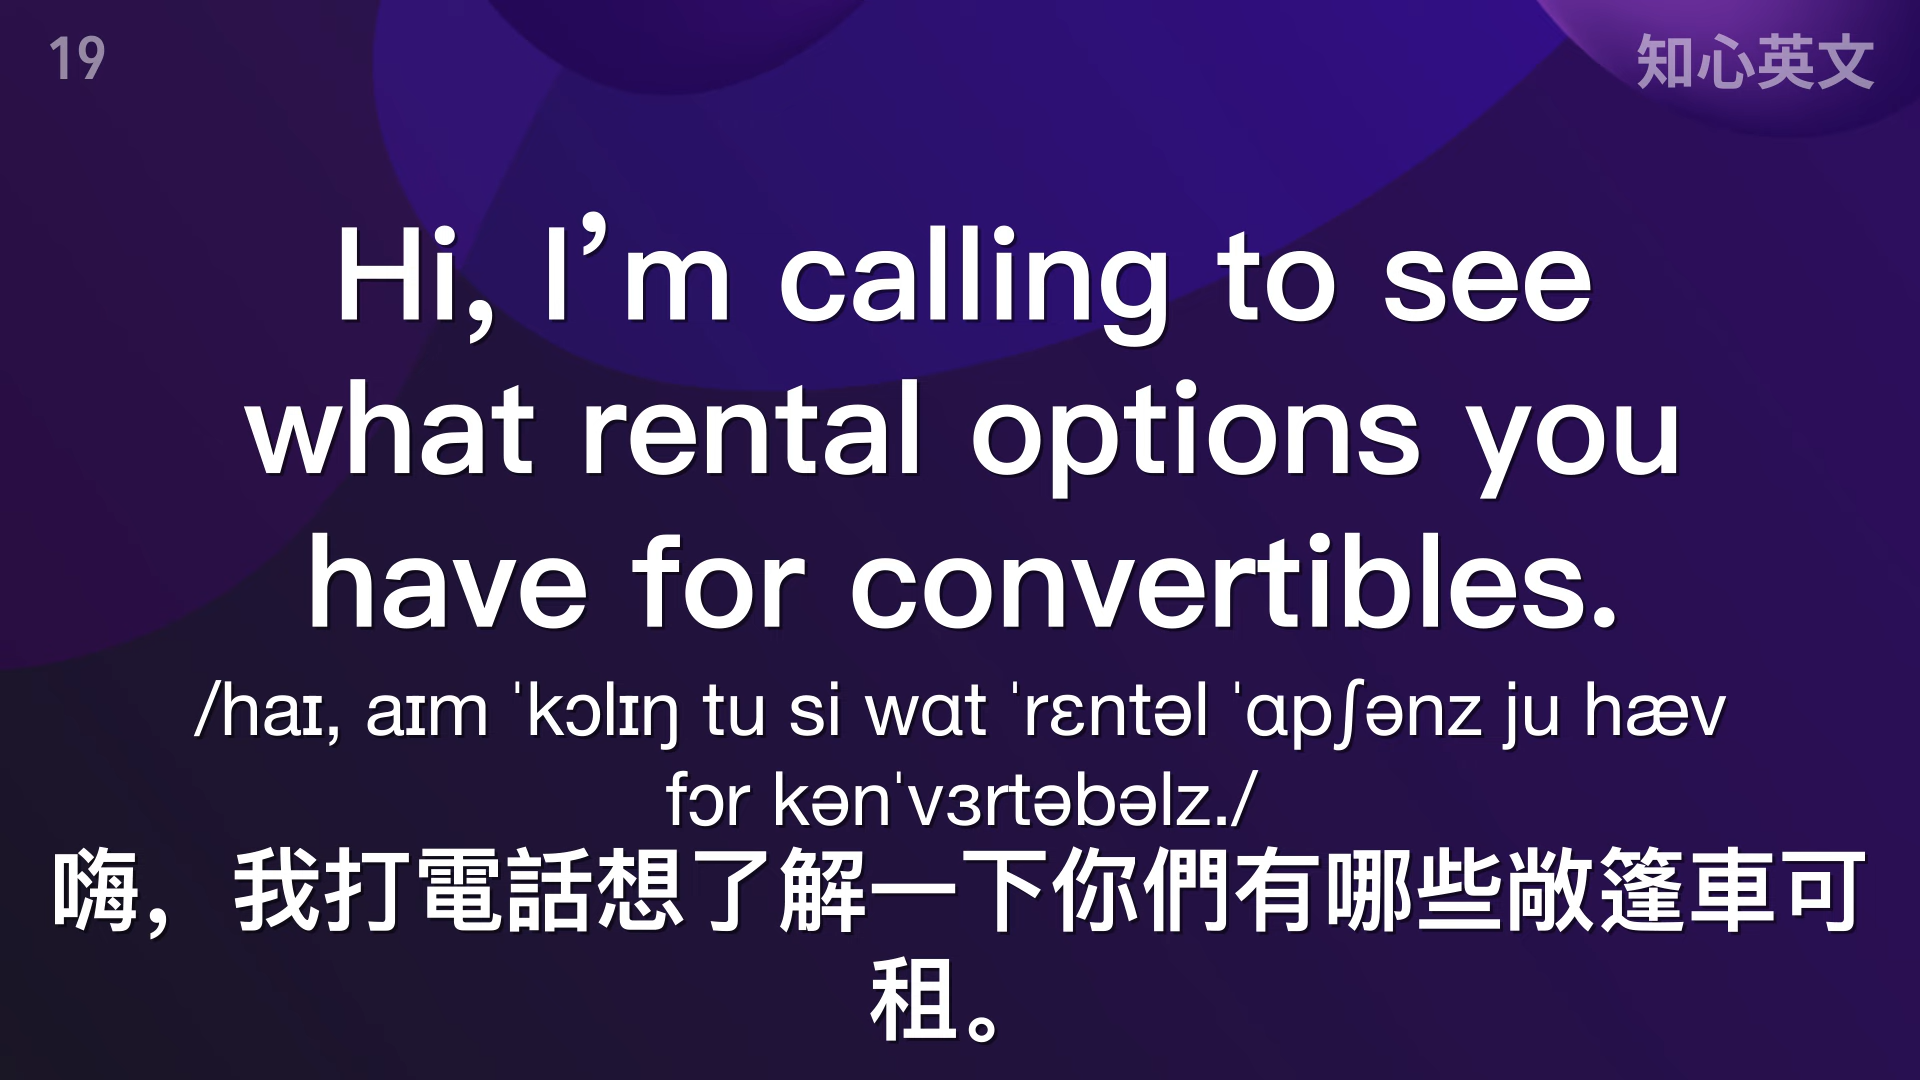 19
知心英文
Hi, I’m calling to see
what rental options you
have for convertibles.
/haɪ, aɪm ˈkɔlɪŋ tu si wɑt ˈrɛntəl ˈɑpʃənz ju hæv
fɔr kənˈvɜrtəbəlz./
嗨，我打電話想了解一下你們有哪些敞篷車可
租。